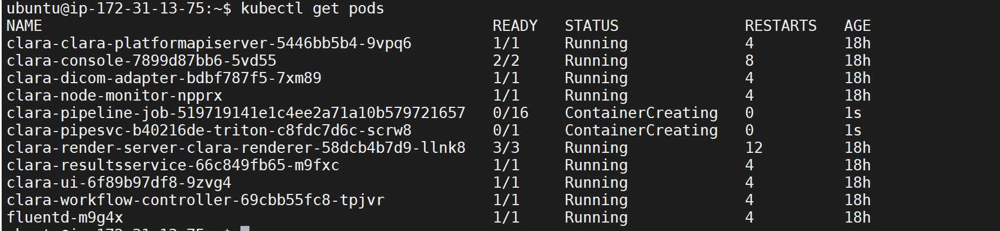 ubuntu@ip-172-31-13-75:~$ kubectl get pods
NAME READY STATUS RESTARTS AGE
clara-clara-platformapiserver-5446bb5b4-9vpq6 1/1 Running 4 18h
clara-console-7899d87bb6-5vd55 2/2 Running 8 18h
clara-dicom-adapter-bdbf787f5-7xm89 1/1 Running 4 18h
clara-node-monitor-npprx 1/1 Running 4 18h
clara-pipeline-job-519719141e1c4ee2a71a10b579721657 0/16 ContainerCreating 0 1s
clara-pipesvc-b40216de-triton-c8fdc7d6c-scrw8 0/1 ContainerCreating 0 1s
clara-render-server-clara-renderer-58dcb4b7d9-llnk8 3/3 Running 12 18h
clara-resultsservice-66c849fb65-m9fxc 1/1 Running 4 18h
clara-ui-6f89b97df8-9zvg4 1/1 Running 4 18h
clara-workflow-controller-69cbb55fc8-tpjvr 1/1 Running 4 18h
fluentd-m9g4x 1/1 Running 4 18h